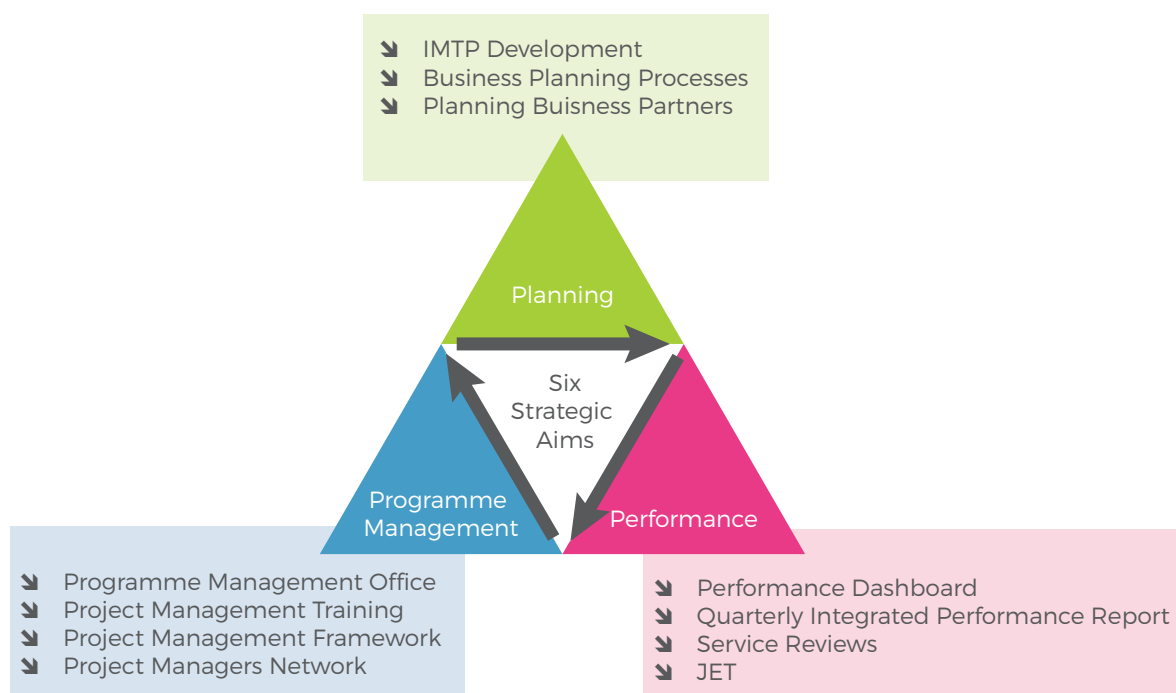 IMTP Development
Business Planning Processes
Planning Buisness Partners
Planning
Six
Strategic
Aims
Programme
Management
Performance
Programme Management Office
Project Management Training
Project Management Framework
Project Managers Network
Performance Dashboard
Quarterly Integrated Performance Report
Service Reviews
JET